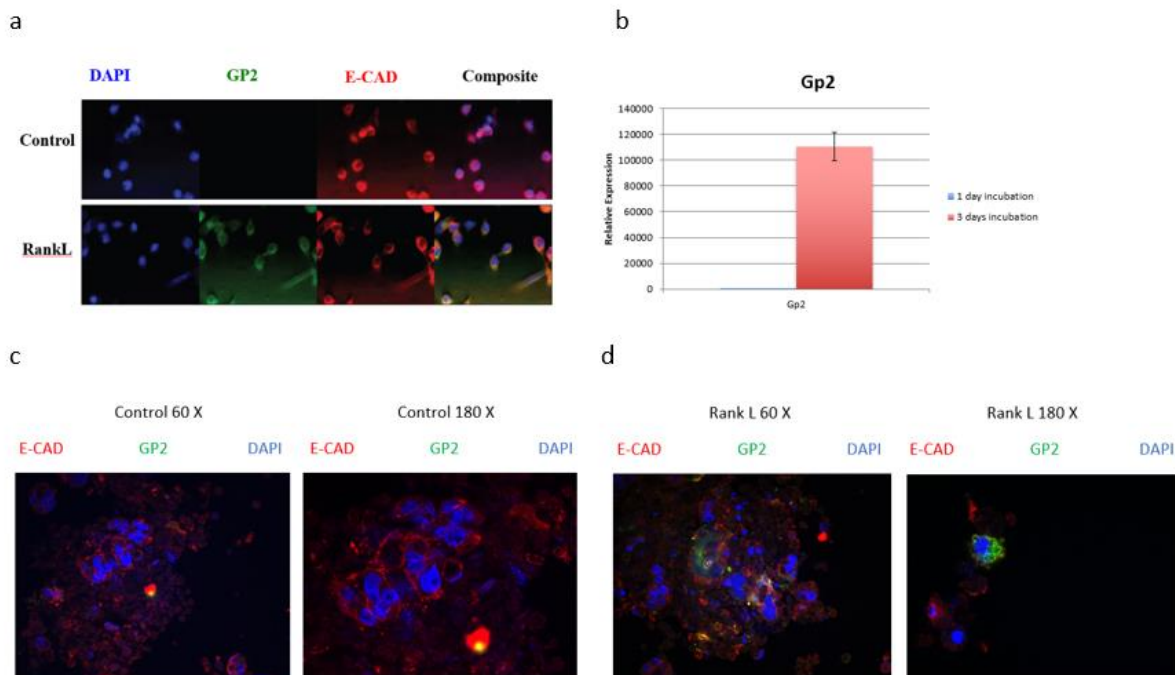 a
b
DAPI GP2 E-CAD Composite
Control
RankL
Gp2
Relative Expression
140000
120000
100000
80000
60000
40000
20000
0
Gp2
1 day incubation
3 days incubation
c
d
Control 60 X
Control 180 X
Rank L 60 X
Rank L 180 X
E-CAD GP2 DAPI
E-CAD GP2 DAPI
E-CAD GP2 DAPI
E-CAD GP2 DAPI